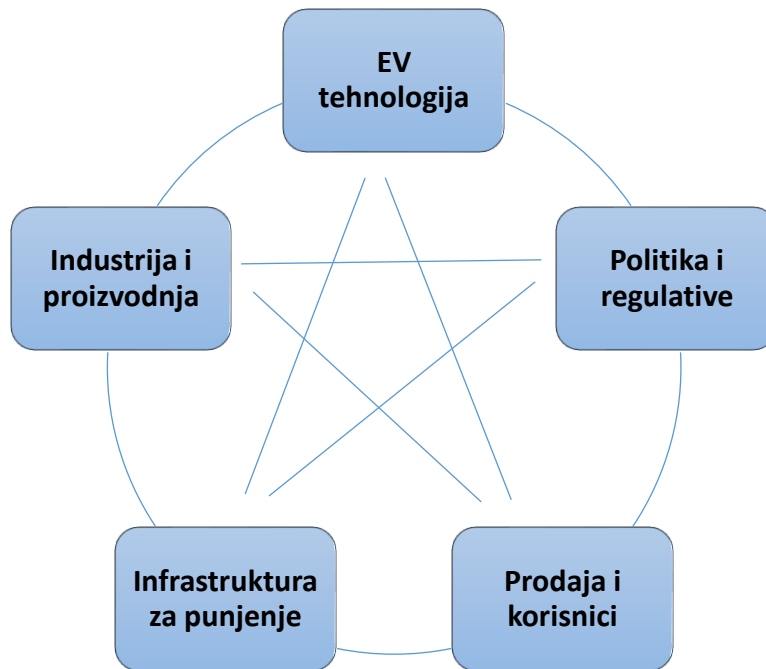 EV
tehnologija
Industrija i
proizvodnja
Politika i
regulative
Infrastruktura
za punjenje
Prodaja i
korisnici